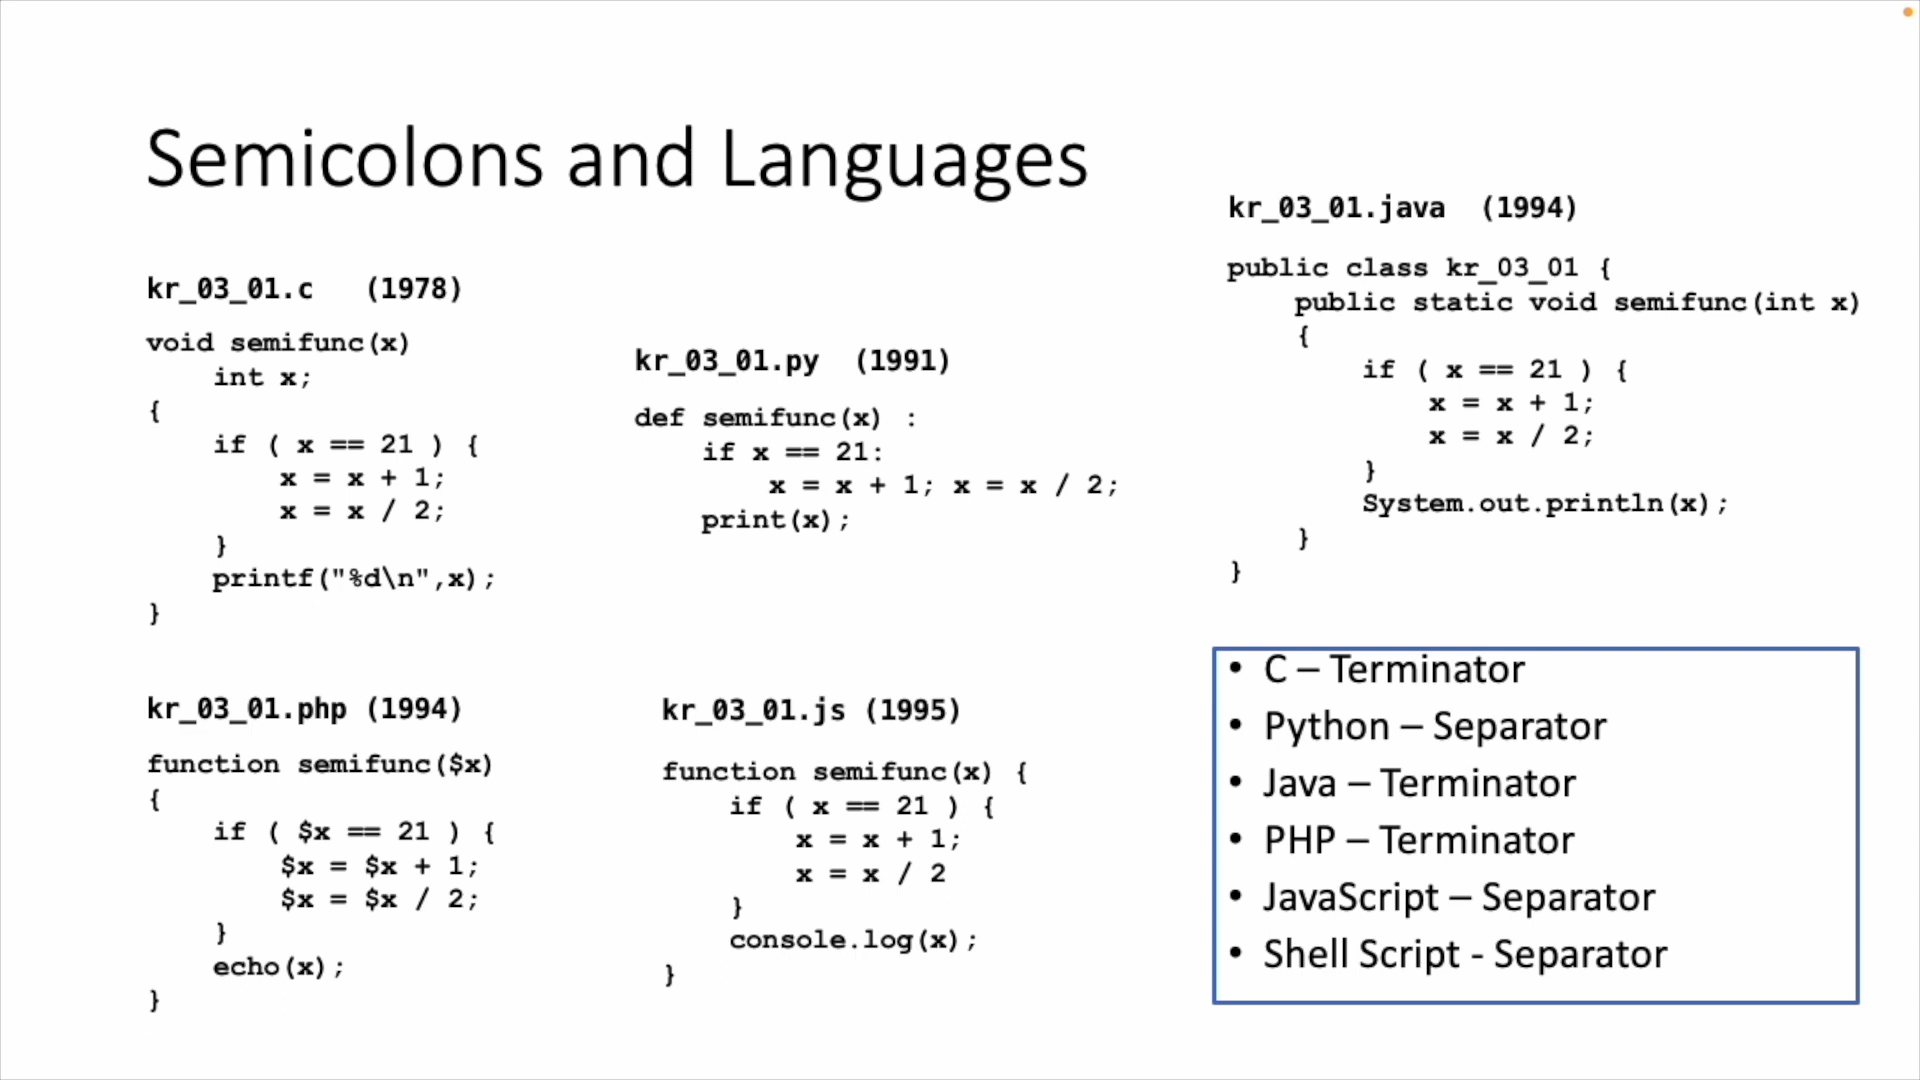 Semicolons and Languages
kr_03_01.c   (1978)
void semifunc(x)
    int x;
{
    if ( x == 21 ) {
        x = x + 1;
        x = x / 2;
    }
    printf("%d\n",x);
}
kr_03_01.py  (1991)
def semifunc(x) :
    if x == 21:
        x = x + 1; x = x / 2;
    print(x);
kr_03_01.java  (1994)
public class kr_03_01 {
    public static void semifunc(int x)
    {
        if ( x == 21 ) {
            x = x + 1;
            x = x / 2;
        }
        System.out.println(x);
    }
}
kr_03_01.php (1994)
function semifunc($x)
{
    if ( $x == 21 ) {
        $x = $x + 1;
        $x = $x / 2;
    }
    echo(x);
}
kr_03_01.js (1995)
function semifunc(x) {
    if ( x == 21 ) {
        x = x + 1;
        x = x / 2
    }
    console.log(x);
}
• C – Terminator
• Python – Separator
• Java – Terminator
• PHP – Terminator
• JavaScript – Separator
• Shell Script - Separator